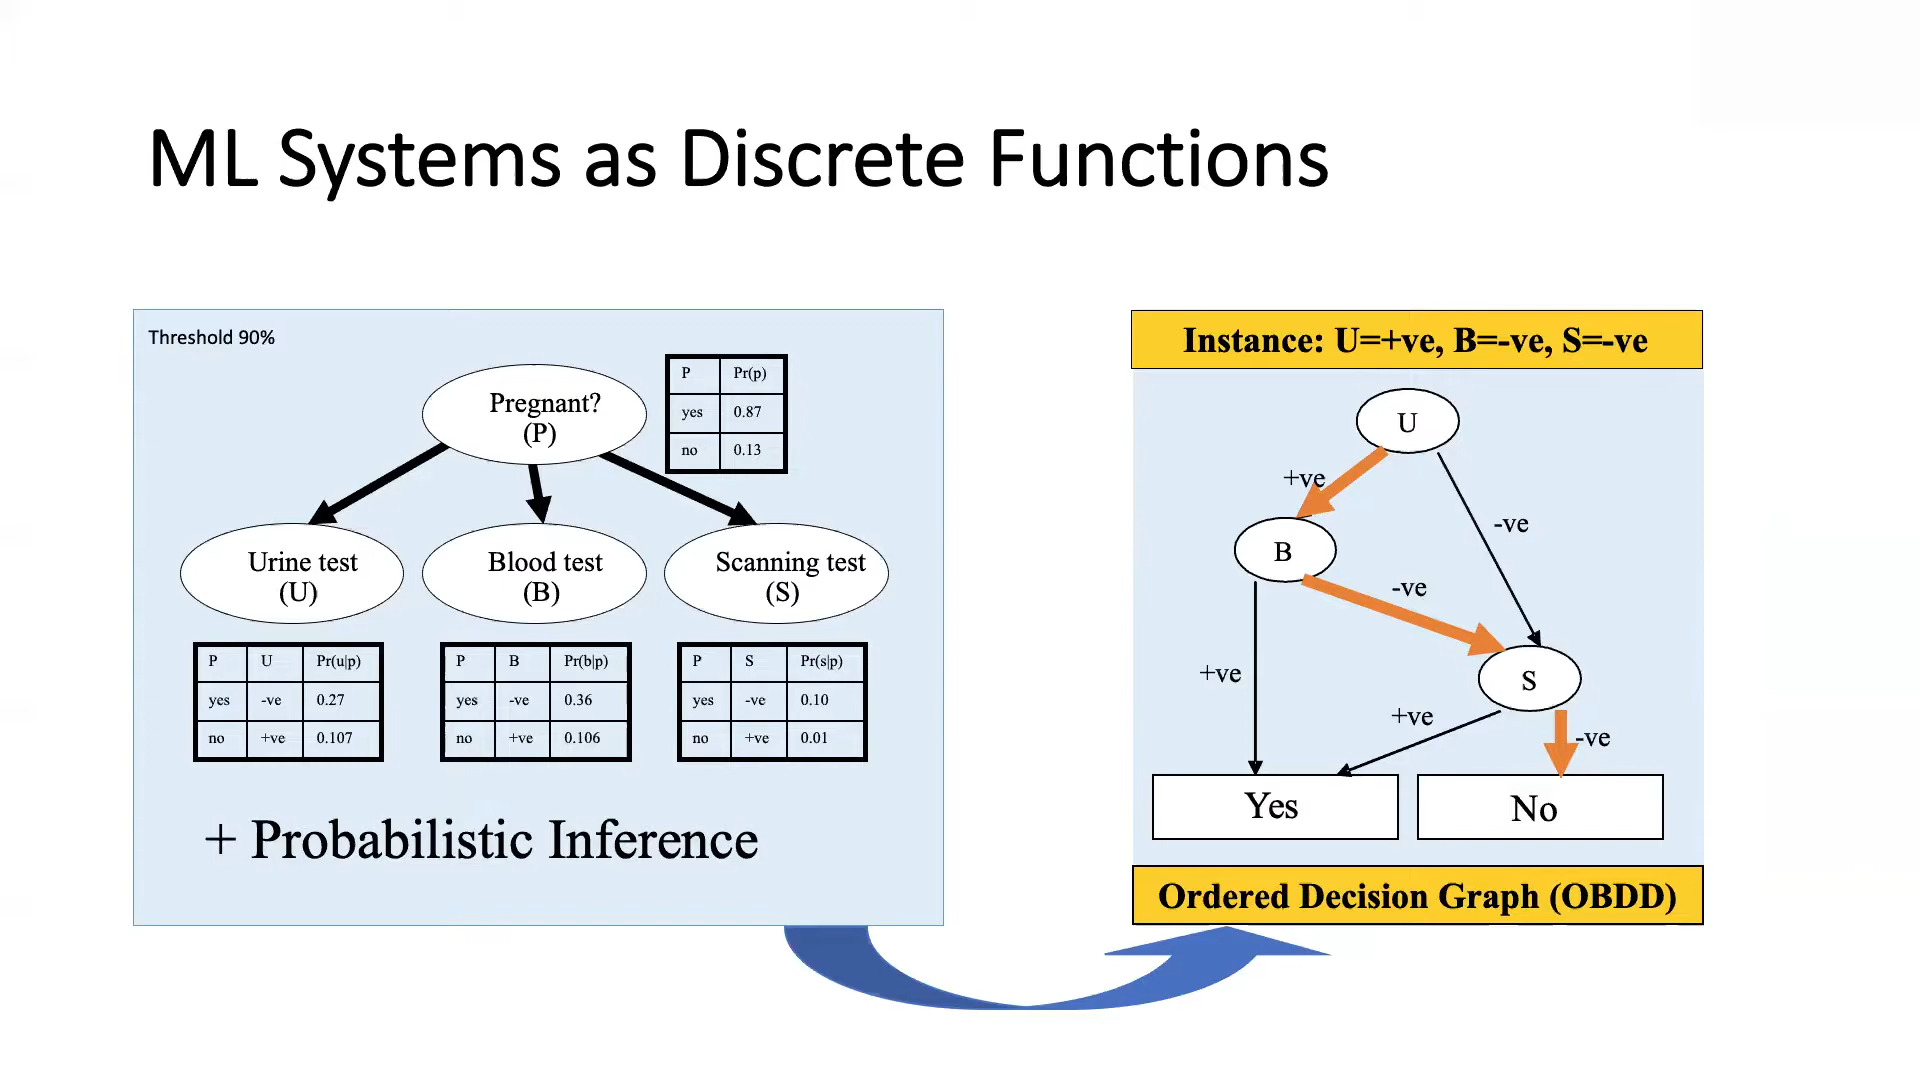 ML Systems as Discrete Functions
Threshold 90%
Pregnant?
(P)
P Pr(p)
yes 0.87
no 0.13
Urine test
(U)
Blood test
(B)
Scanning test
(S)
P U Pr(u|p)
yes -ve 0.27
no +ve 0.107
P B Pr(b|p)
yes -ve 0.36
no +ve 0.106
P S Pr(s|p)
yes -ve 0.10
no +ve 0.01
+ Probabilistic Inference
Instance: U=+ve, B=-ve, S=-ve
U
+ve
-ve
B
-ve
+ve
S
+ve
-ve
Yes
No
Ordered Decision Graph (OBDD)